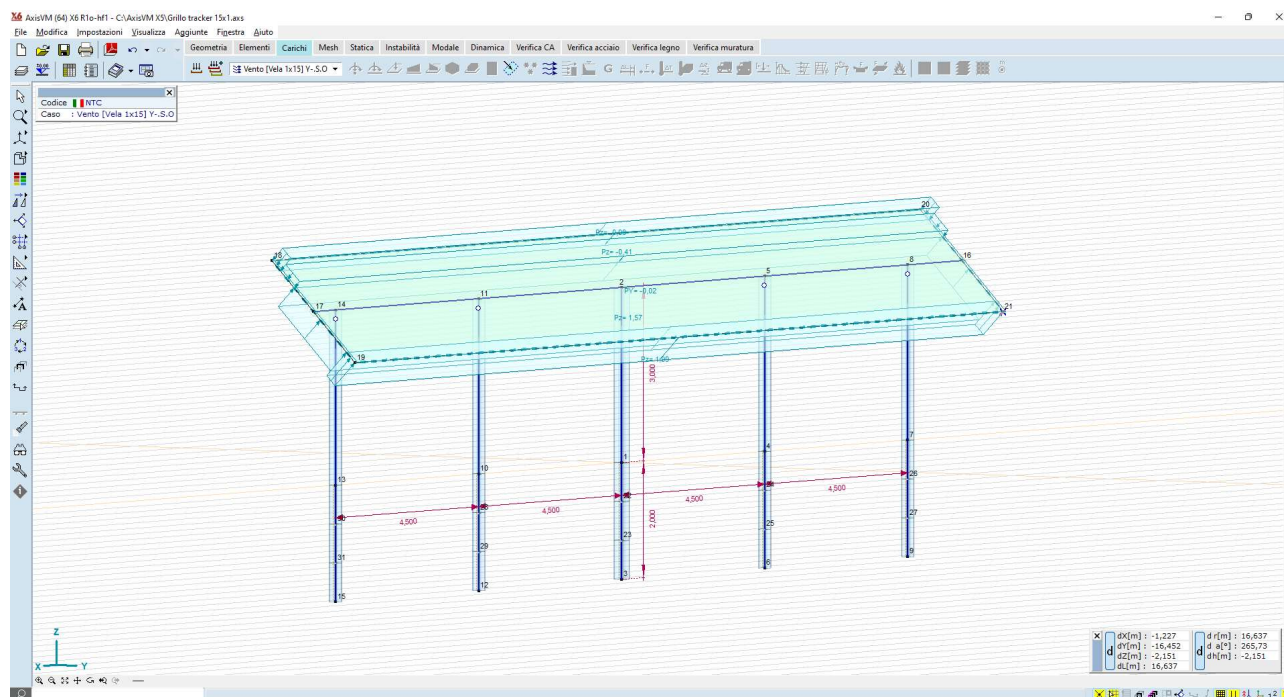 AxisVM (64) X6 R1o-hf1 - C:\AxisVM X5\Grillo tracker 15x1.axs
File Modifica Impostazioni Visualizza Aggiunte Finestra Aiuto
Geometria Elementi Carichi Mesh Statica Instabilità Modale Dinamica Verifica CA Verifica acciaio Verifica legno Verifica muratura
Vento [Vela 1x15] Y-.S.O
Codice NTC
Caso : Vento [Vela 1x15] Y-.S.O
20
18
Pz= -0,41
16
8
5
2
PY= -0,02
11
17 14
21
Pz= 1,57
19
3,000
7
4
1
10
26
13
4,500
4,500
4,500
4,500
2,000
27
25
23
29
31
9
6
3
12
15
Z
X Y
dX[m] : -1,227
dY[m] : -16,452
dZ[m] : -2,151
dL[m] : 16,637
d r[m] : 16,637
d a[°] : 265,73
dh[m] : -2,151
d
d